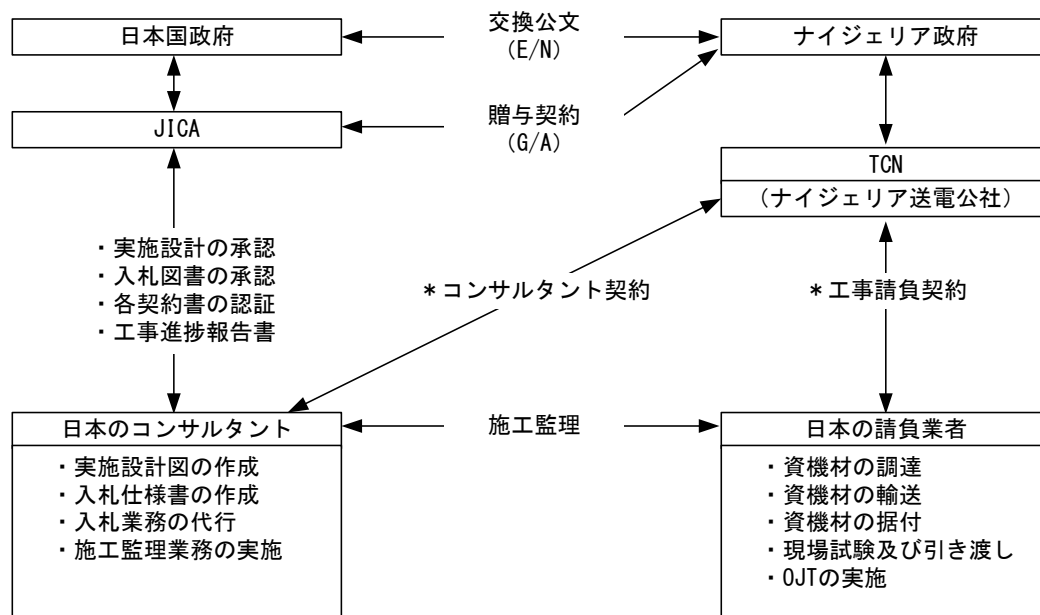 日本国政府
交換公文
(E/N)
ナイジェリア政府
JICA
贈与契約
(G/A)
TCN
（ナイジェリア送電公社）
・実施設計の承認
・入札図書の承認
・各契約書の認証
・工事進捗報告書
＊コンサルタント契約
＊工事請負契約
日本のコンサルタント
施工監理
日本の請負業者
・実施設計図の作成
・入札仕様書の作成
・入札業務の代行
・施工監理業務の実施
・資機材の調達
・資機材の輸送
・資機材の据付
・現場試験及び引き渡し
・OJTの実施